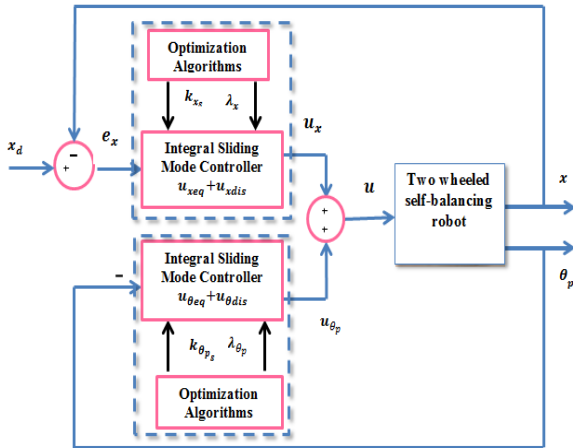 Optimization
Algorithms
k_{x_s} λ_x
x_d
e_x
u_x
−
+
Integral Sliding
Mode Controller
u_{xeq}+u_{xdis}
+
+
u
Two wheeled
self-balancing
robot
x
θ_p
−
Integral Sliding
Mode Controller
u_{θeq}+u_{θdis}
u_{θ_p}
k_{θ_{p_s}} λ_{θ_p}
Optimization
Algorithms